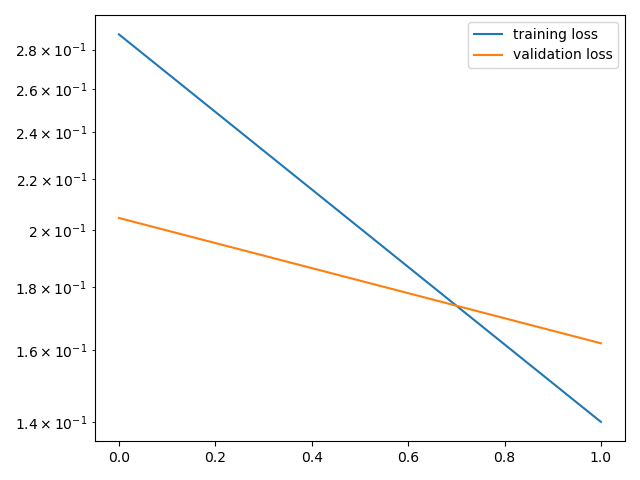 training loss
validation loss
2.8 × 10⁻¹
2.6 × 10⁻¹
2.4 × 10⁻¹
2.2 × 10⁻¹
2 × 10⁻¹
1.8 × 10⁻¹
1.6 × 10⁻¹
1.4 × 10⁻¹
0.0 0.2 0.4 0.6 0.8 1.0